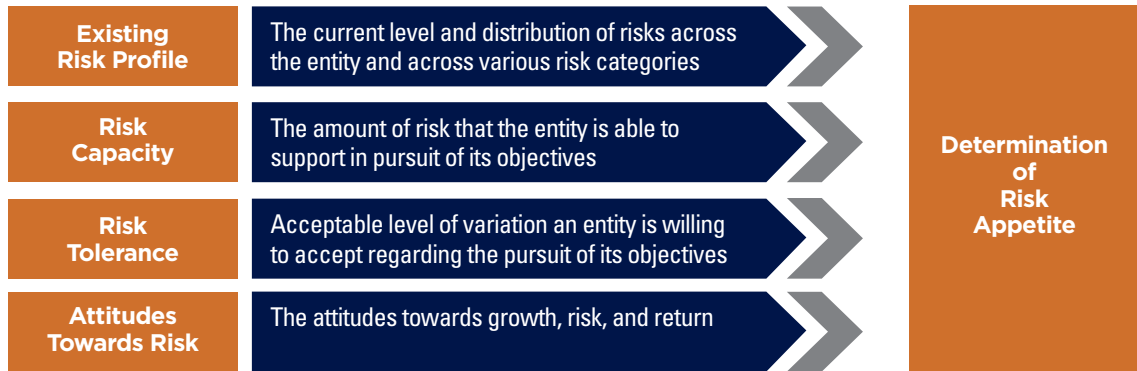 Existing
Risk Profile
The current level and distribution of risks across
the entity and across various risk categories
Risk
Capacity
The amount of risk that the entity is able to
support in pursuit of its objectives
Risk
Tolerance
Acceptable level of variation an entity is willing
to accept regarding the pursuit of its objectives
Attitudes
Towards Risk
The attitudes towards growth, risk, and return
Determination
of
Risk
Appetite